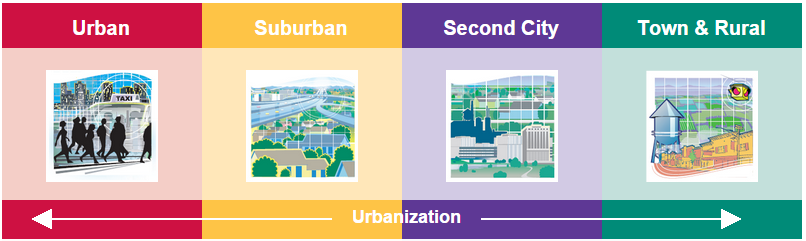 Urban
Suburban
Second City
Town & Rural
TAXI
Urbanization